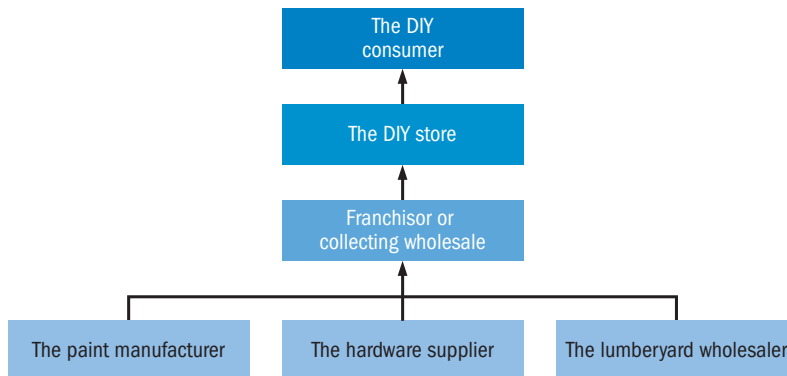 The DIY
consumer
The DIY store
Franchisor or
collecting wholesale
The paint manufacturer
The hardware supplier
The lumberyard wholesaler